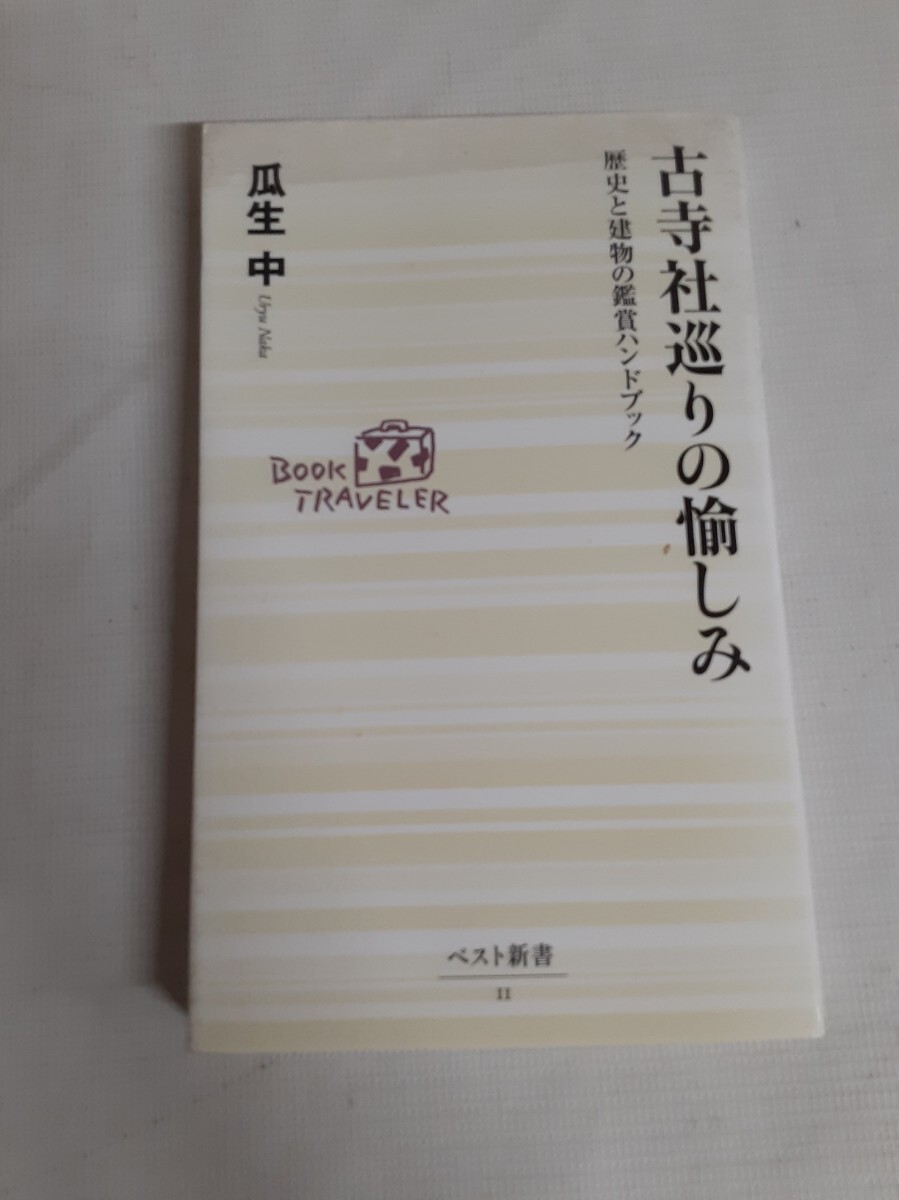 古寺社巡りの愉しみ
歴史と建物の鑑賞ハンドブック
瓜生 中
Uryu Naka
BOOK
TRAVELER
ベスト新書
11